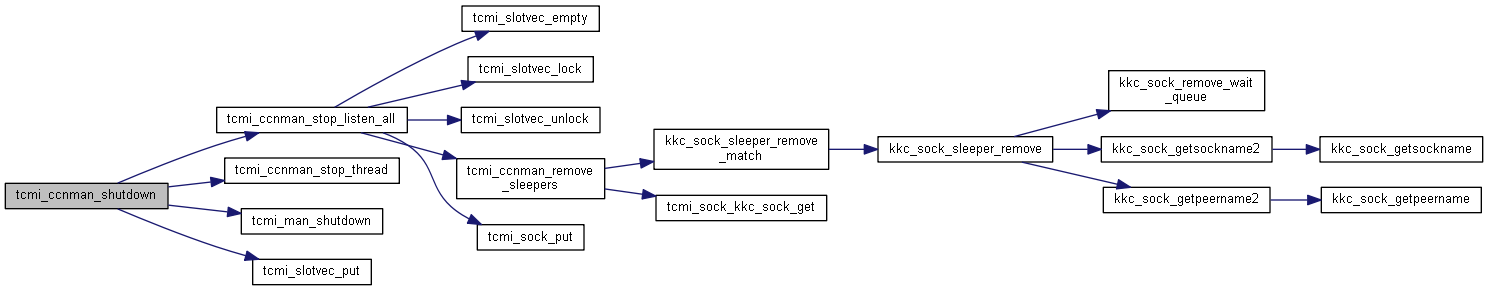 tcmi_slotvec_empty
tcmi_slotvec_lock
kkc_sock_remove_wait
_queue
tcmi_ccnman_stop_listen_all
tcmi_slotvec_unlock
kkc_sock_sleeper_remove
_match
kkc_sock_sleeper_remove
kkc_sock_getsockname2
kkc_sock_getsockname
tcmi_ccnman_stop_thread
tcmi_ccnman_remove
_sleepers
tcmi_ccnman_shutdown
kkc_sock_getpeername2
kkc_sock_getpeername
tcmi_sock_kkc_sock_get
tcmi_man_shutdown
tcmi_sock_put
tcmi_slotvec_put